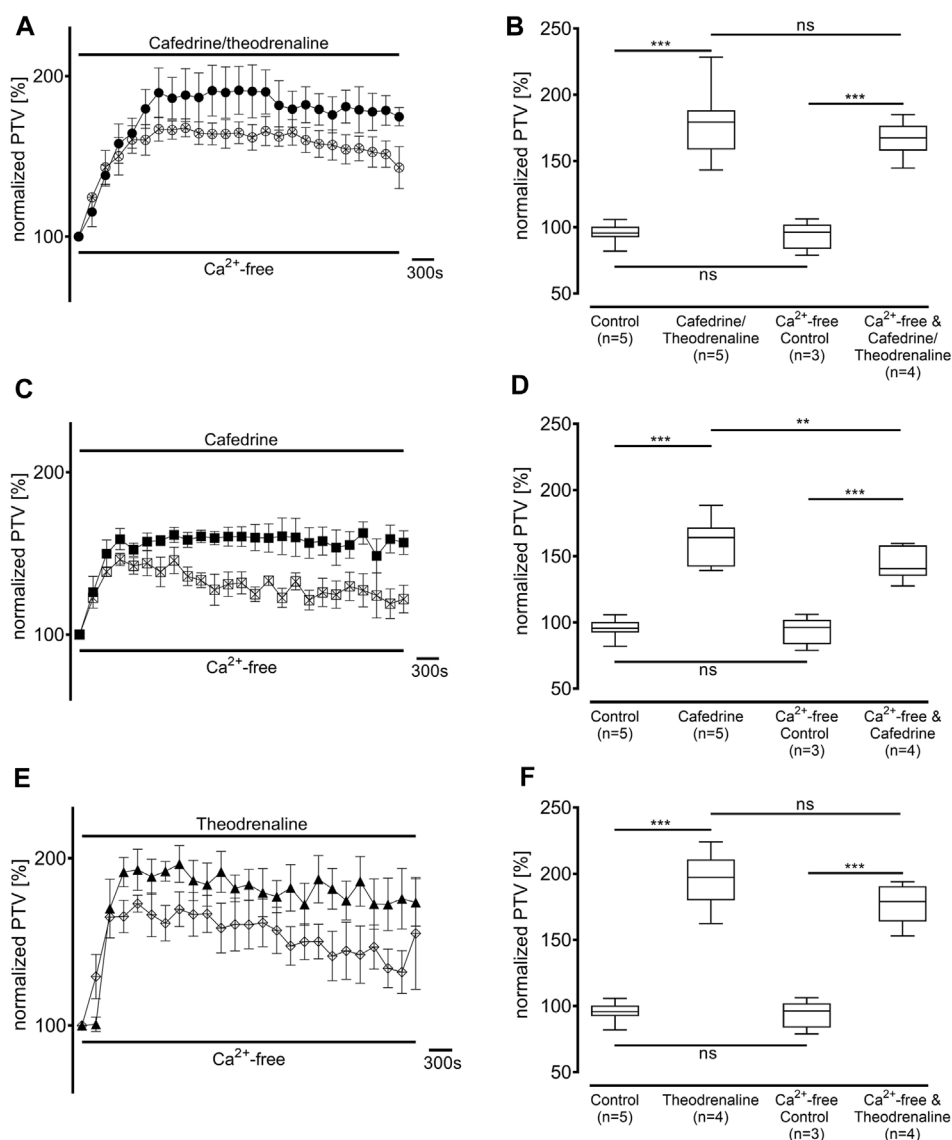 A
Cafedrine/theodrenaline
normalized PTV [%]
200
100
Ca²⁺-free
300s
B
normalized PTV [%]
250
200
150
100
50
ns
***
***
ns
Control
(n=5)
Cafedrine/
Theodrenaline
(n=5)
Ca²⁺-free
Control
(n=3)
Ca²⁺-free &
Cafedrine/
Theodrenaline
(n=4)
C
Cafedrine
normalized PTV [%]
200
100
Ca²⁺-free
300s
D
normalized PTV [%]
250
200
150
100
50
**
***
***
ns
Control
(n=5)
Cafedrine
(n=5)
Ca²⁺-free
Control
(n=3)
Ca²⁺-free &
Cafedrine
(n=4)
E
Theodrenaline
normalized PTV [%]
200
100
Ca²⁺-free
300s
F
normalized PTV [%]
250
200
150
100
50
ns
***
***
ns
Control
(n=5)
Theodrenaline
(n=4)
Ca²⁺-free
Control
(n=3)
Ca²⁺-free &
Theodrenaline
(n=4)